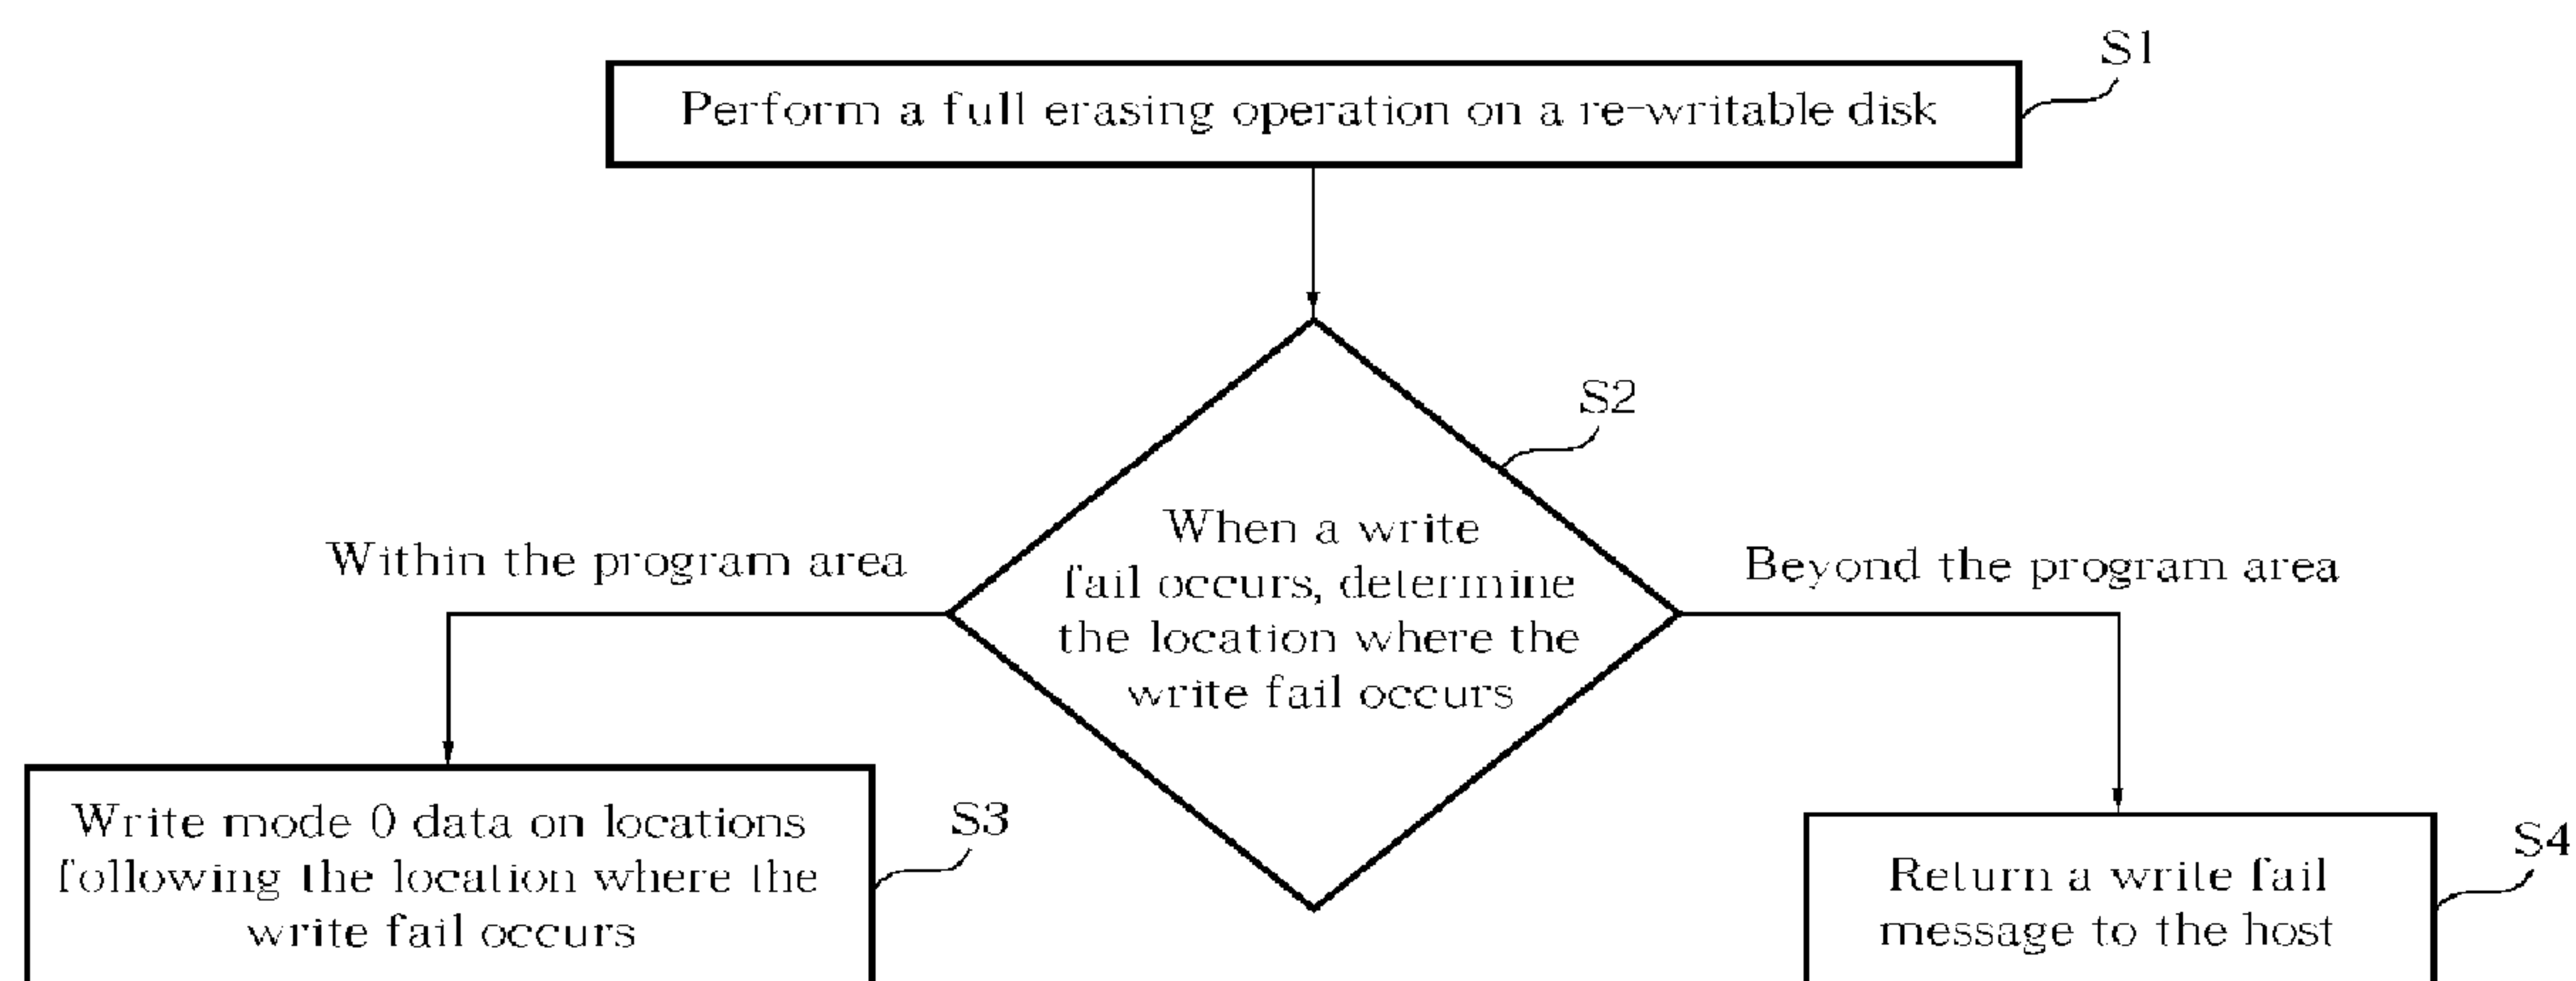 S1
Perform a full erasing operation on a re-writable disk
S2
When a write
fail occurs, determine
the location where the
write fail occurs
Within the program area
Beyond the program area
Write mode 0 data on locations
following the location where the
write fail occurs
S3
Return a write fail
message to the host
S4